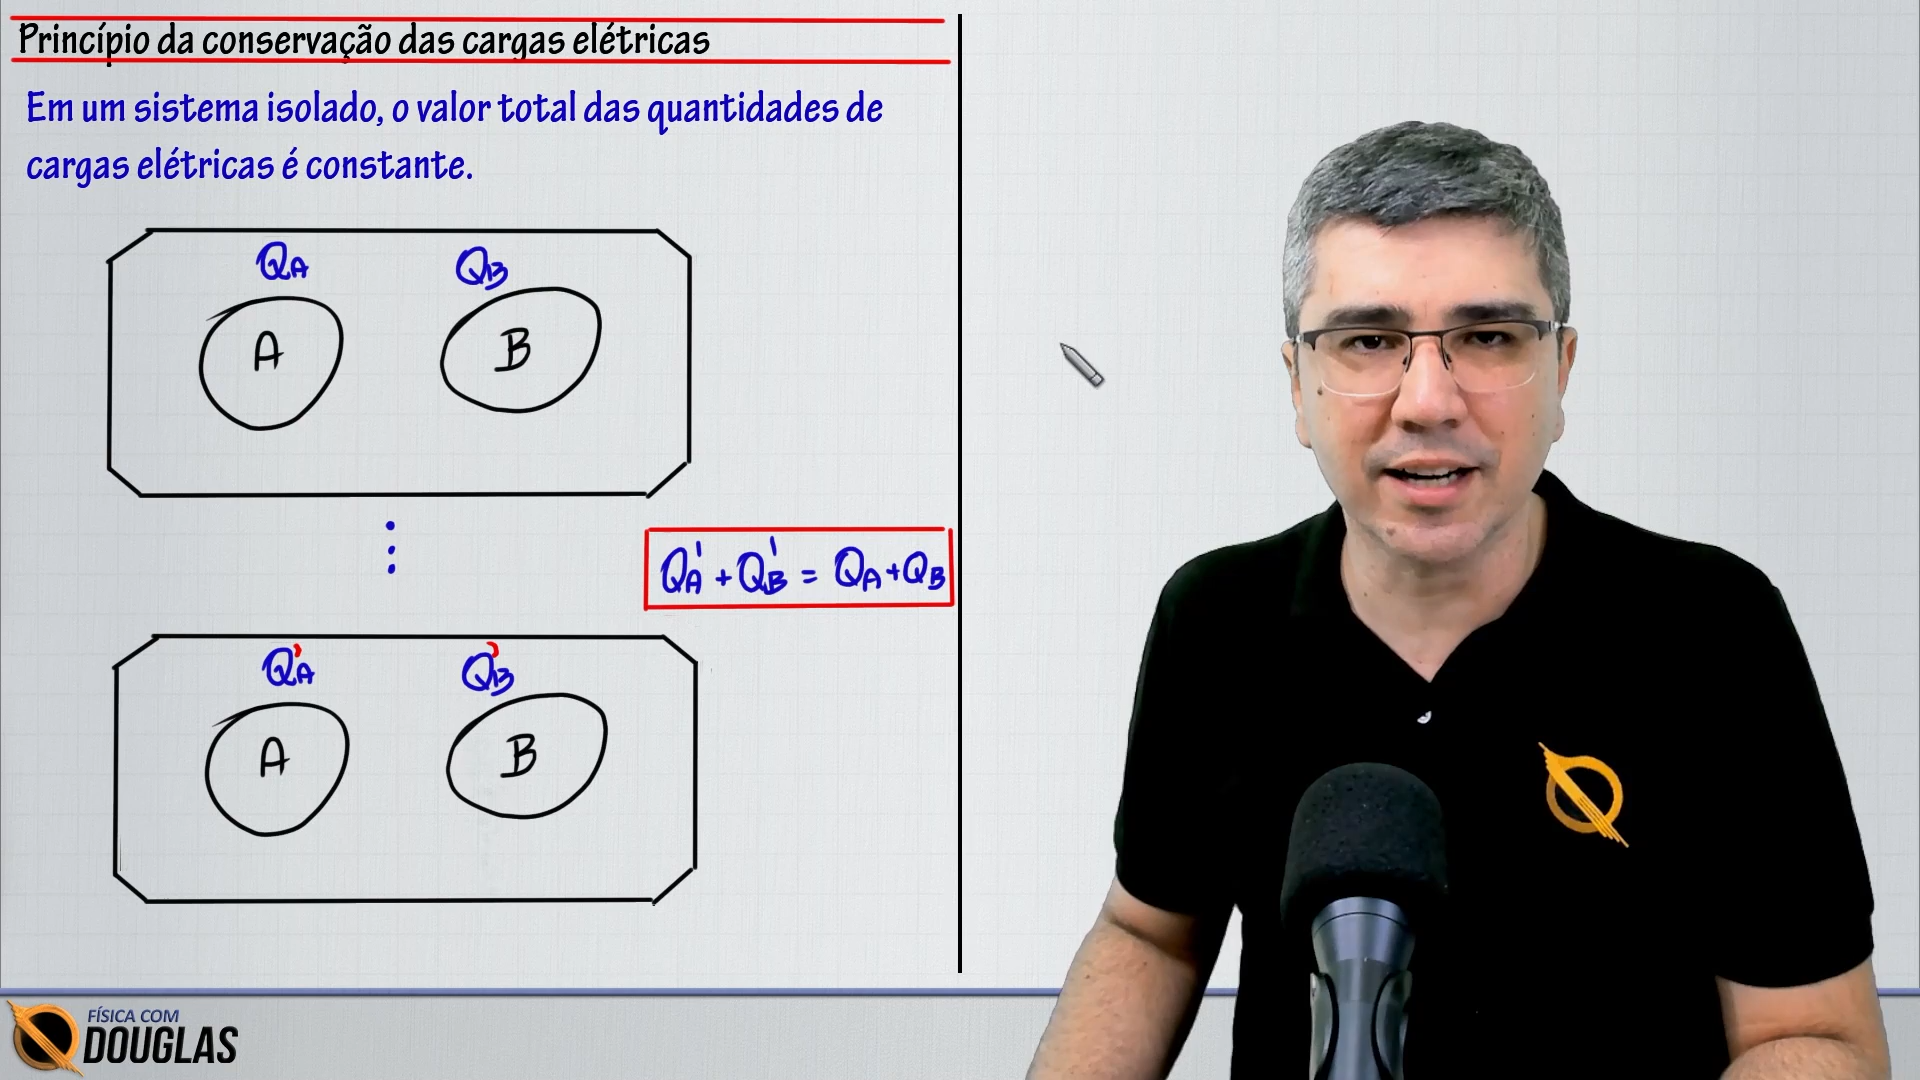 Princípio da conservação das cargas elétricas
Em um sistema isolado, o valor total das quantidades de
cargas elétricas é constante.
QA QB
A B
Q'A + Q'B = QA + QB
Q'A Q'B
A B
FÍSICA COM
DOUGLAS